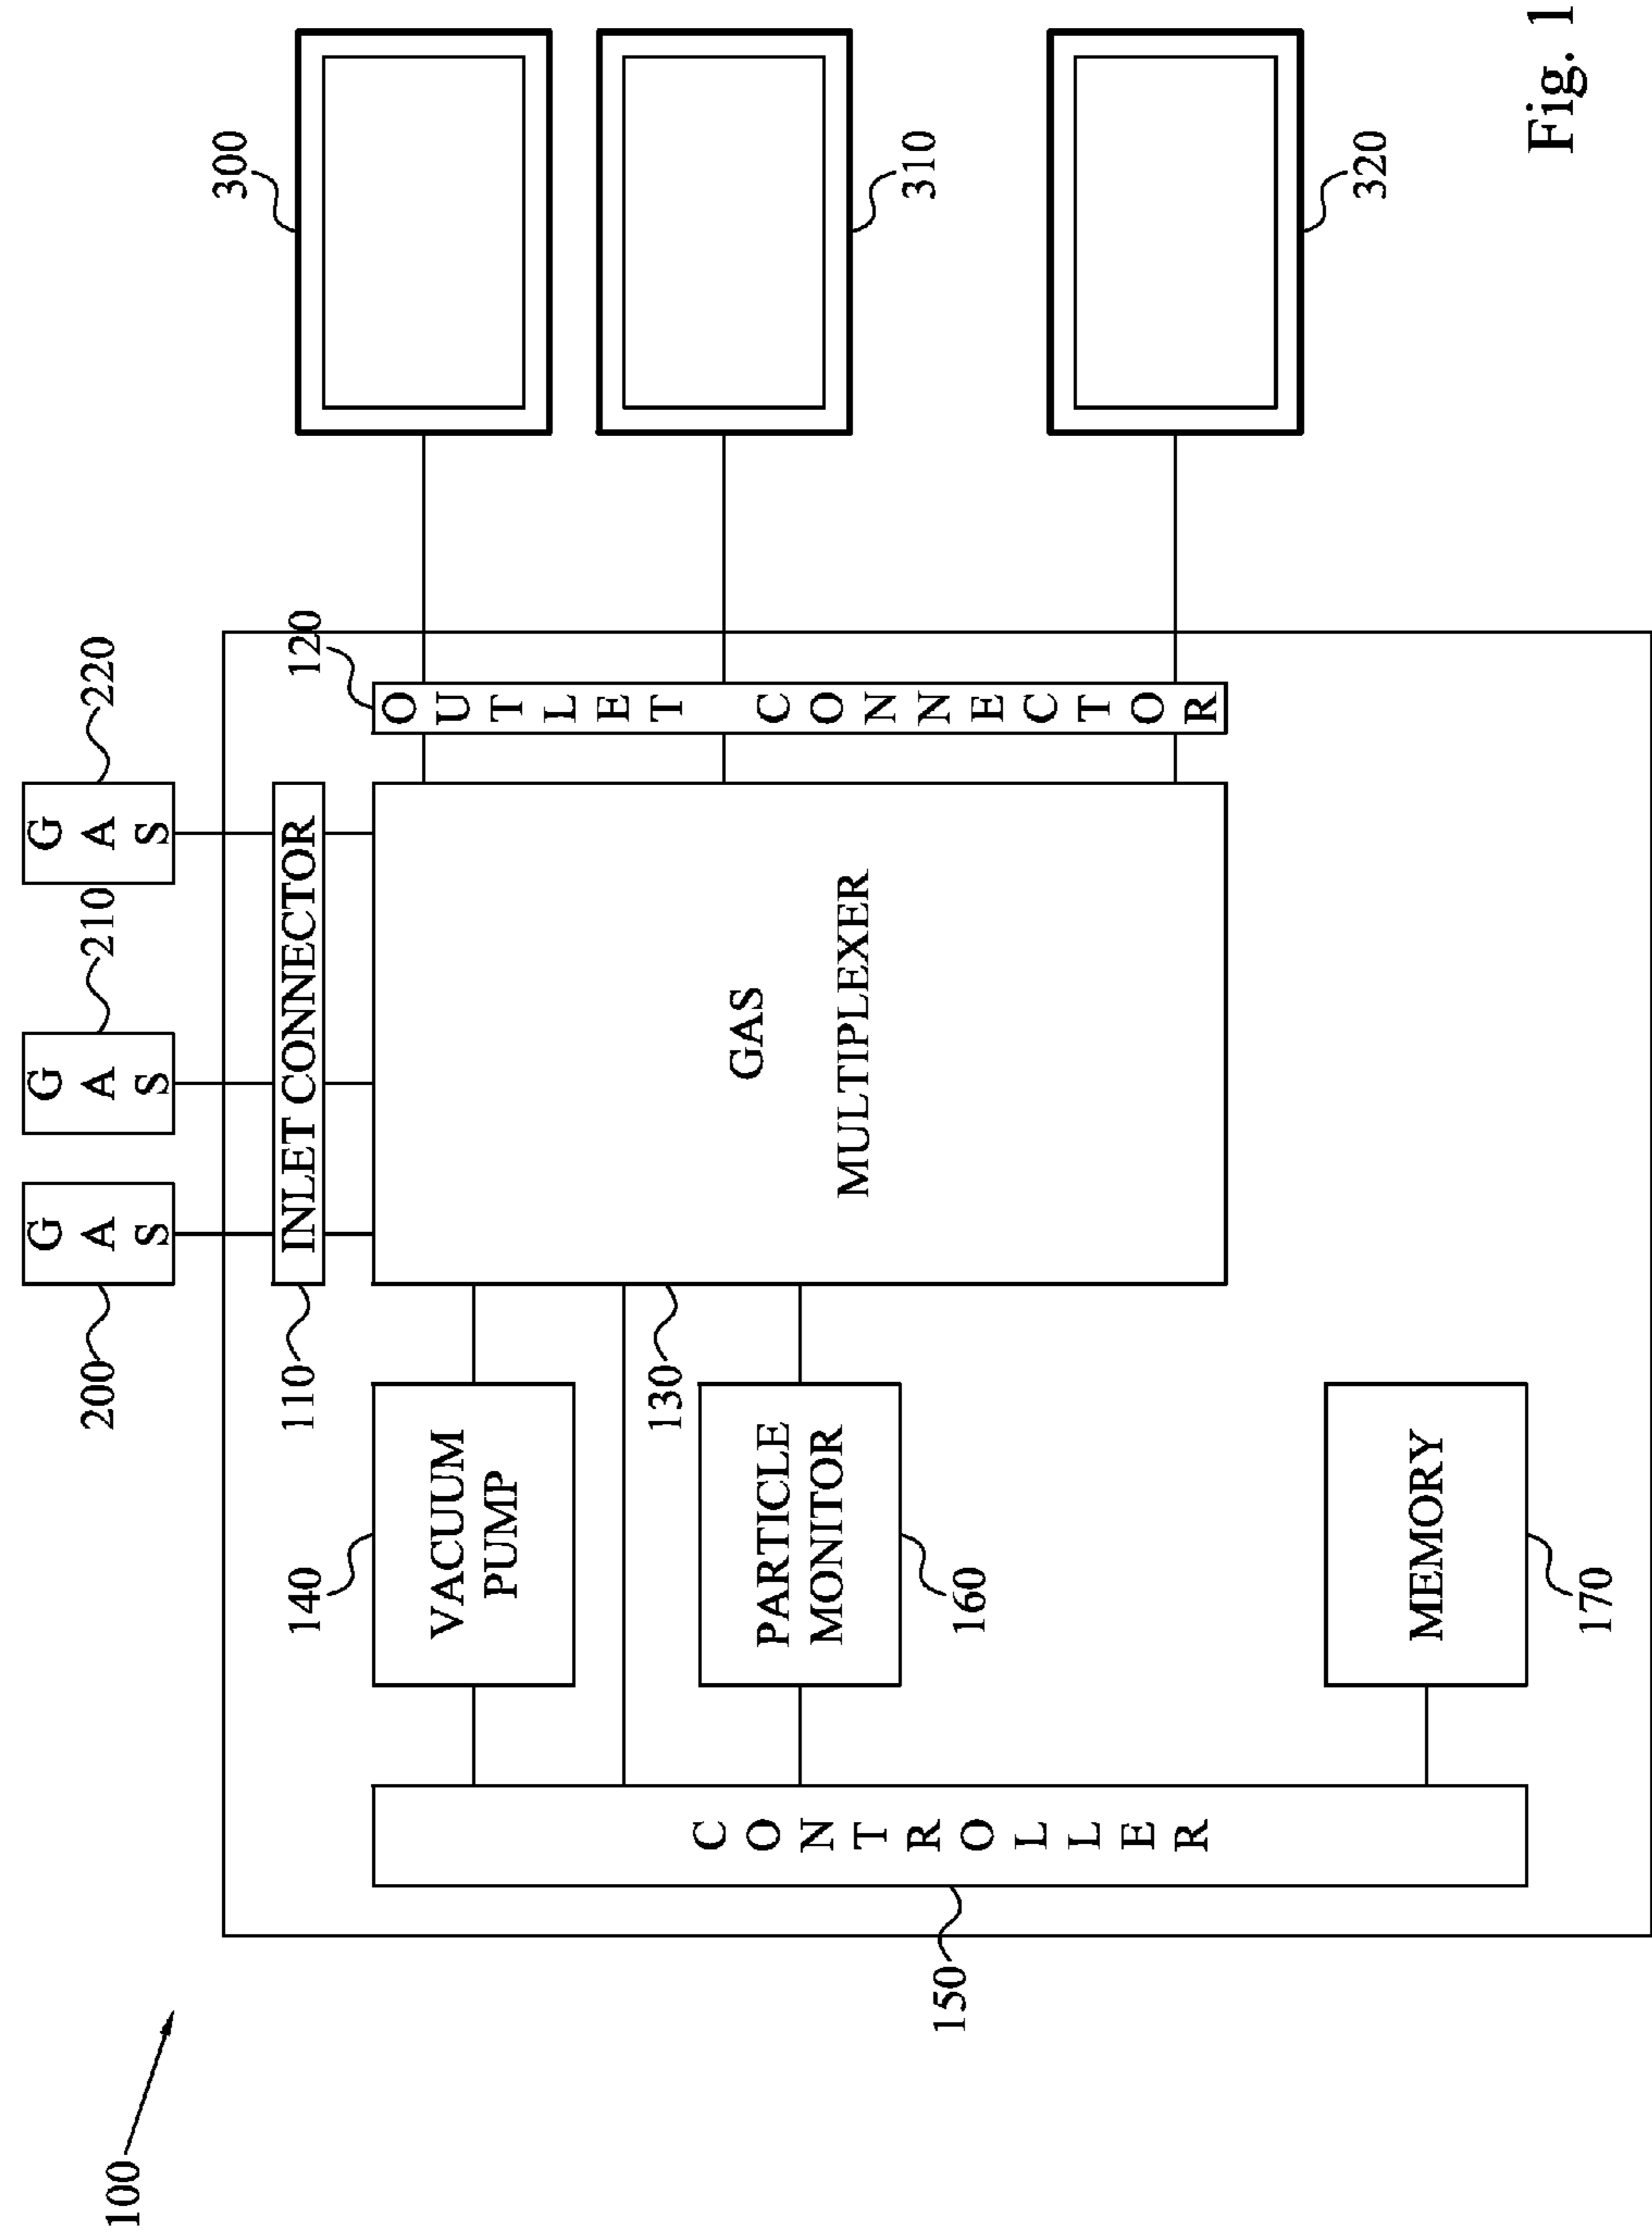 100
200
GAS
210
GAS
220
GAS
110
INLET CONNECTOR
120
OUTLET CONNECTOR
300
140
VACUUM
PUMP
130
GAS
MULTIPLEXER
310
150
CONTROLLER
PARTICLE
MONITOR
160
320
MEMORY
170
Fig. 1